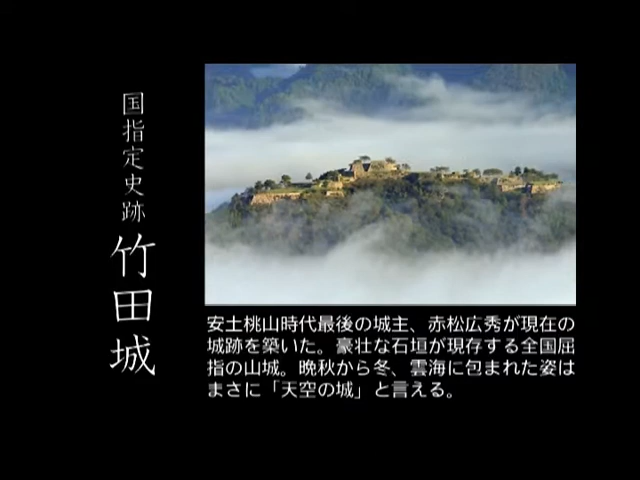 国指定史跡 竹田城
安土桃山時代最後の城主、赤松広秀が現在の
城跡を築いた。豪壮な石垣が現存する全国屈
指の山城。晩秋から冬、雲海に包まれた姿は
まさに「天空の城」と言える。